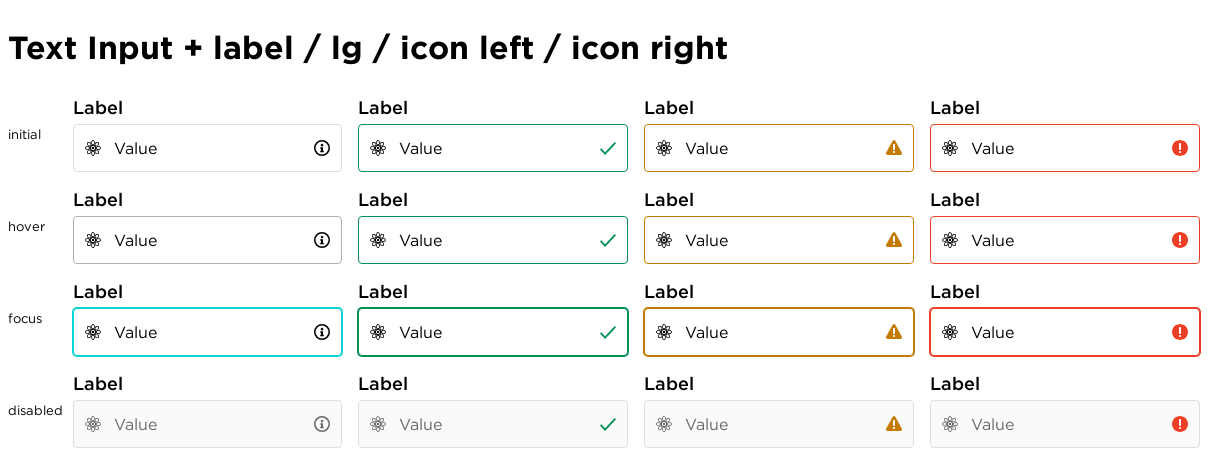 Text Input + label / lg / icon left / icon right
Label Label Label Label
initial Value Value Value Value
Label Label Label Label
hover Value Value Value Value
Label Label Label Label
focus Value Value Value Value
Label Label Label Label
disabled Value Value Value Value